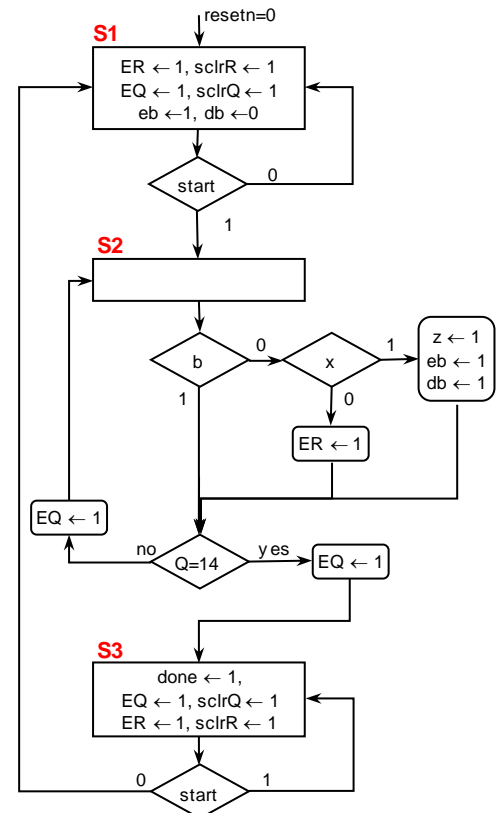 resetn=0
S1
ER ← 1, sclrR ← 1
EQ ← 1, sclrQ ← 1
eb ←1, db ←0
start
0
1
S2
b
0
x
1
z ← 1
eb ← 1
db ← 1
1
0
ER ← 1
EQ ← 1
no
Q=14
yes
EQ ← 1
S3
done ← 1,
EQ ← 1, sclrQ ← 1
ER ← 1, sclrR ← 1
0
start
1